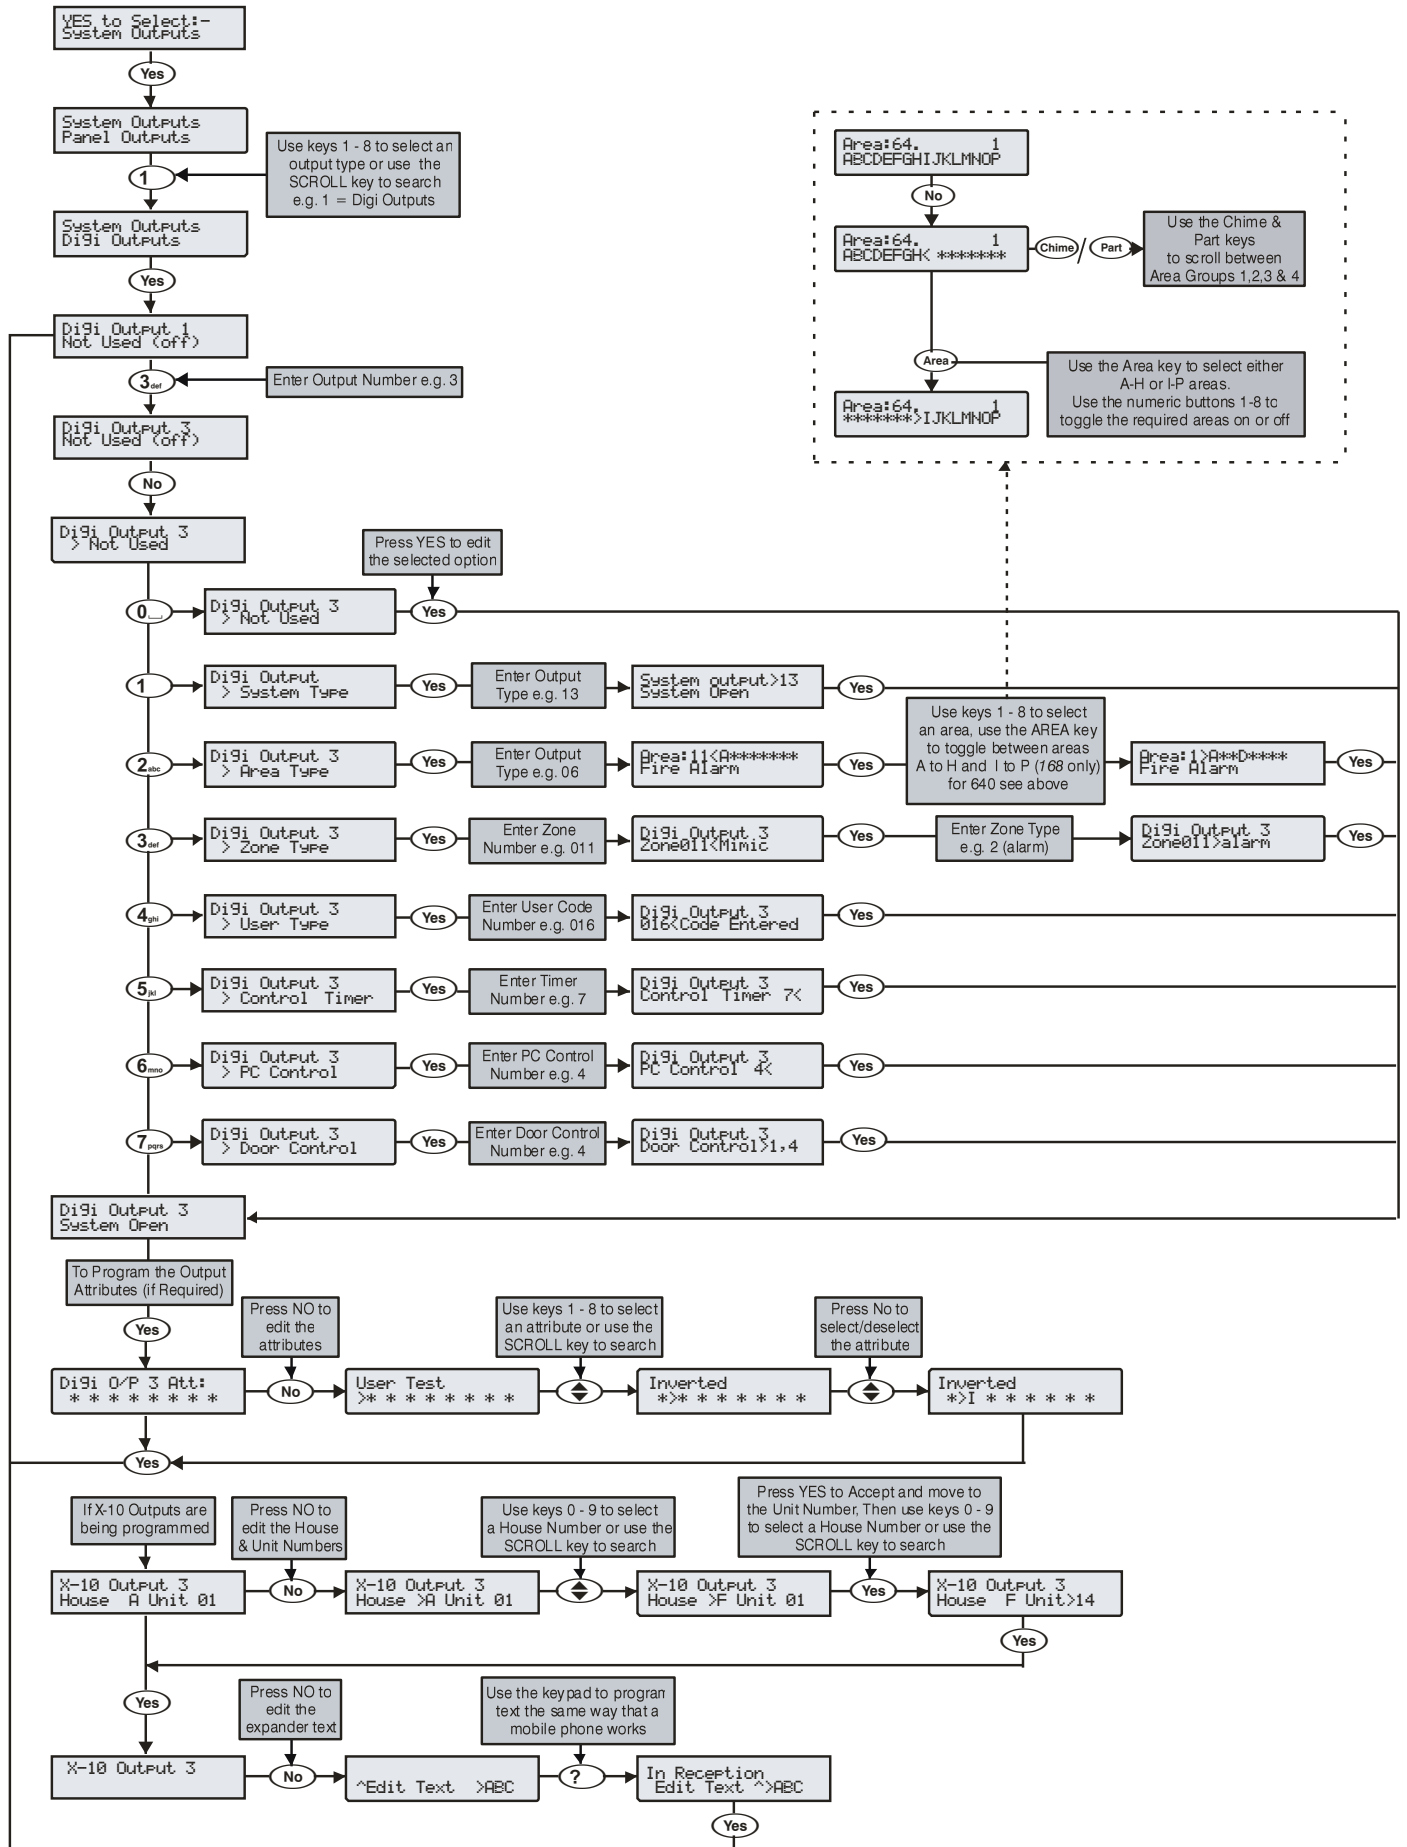 YES to Select:-
System Outputs
Yes
System Outputs
Panel Outputs
Use keys 1 - 8 to select an
output type or use the
SCROLL key to search
e.g. 1 = Digi Outputs
1
System Outputs
Digi Outputs
Yes
Digi Output 1
Not Used (off)
3def
Enter Output Number e.g. 3
Digi Output 3
Not Used (off)
No
Digi Output 3
> Not Used
Area:64. 1
ABCDEFGHIJKLMNOP
No
Area:64. 1
ABCDEFGH< *******
Chime / Part
Use the Chime &
Part keys
to scroll between
Area Groups 1,2,3 & 4
Area
Use the Area key to select either
A-H or I-P areas.
Use the numeric buttons 1-8 to
toggle the required areas on or off
Area:64. 1
*******>IJKLMNOP
Press YES to edit
the selected option
0
Digi Output 3
> Not Used
Yes
1
Digi Output
> System Type
Yes
Enter Output
Type e.g. 13
System output>13
System Open
Yes
2abc
Digi Output 3
> Area Type
Yes
Enter Output
Type e.g. 06
Area:11<A*******
Fire Alarm
Yes
Use keys 1 - 8 to select
an area, use the AREA key
to toggle between areas
A to H and I to P (168 only)
for 640 see above
Area:1>A**D****
Fire Alarm
Yes
3def
Digi Output 3
> Zone Type
Yes
Enter Zone
Number e.g. 011
Digi Output 3
Zone011<Mimic
Yes
Enter Zone Type
e.g. 2 (alarm)
Digi Output 3
Zone011>alarm
Yes
4ghi
Digi Output 3
> User Type
Yes
Enter User Code
Number e.g. 016
Digi Output 3
016<Code Entered
Yes
5jkl
Digi Output 3
> Control Timer
Yes
Enter Timer
Number e.g. 7
Digi Output 3
Control Timer 7<
Yes
6mno
Digi Output 3
> PC Control
Yes
Enter PC Control
Number e.g. 4
Digi Output 3
PC Control 4<
Yes
7pqrs
Digi Output 3
> Door Control
Yes
Enter Door Control
Number e.g. 4
Digi Output 3
Door Control>1,4
Yes
Digi Output 3
System Open
To Program the Output
Attributes (if Required)
Yes
Press NO to
edit the
attributes
Use keys 1 - 8 to select
an attribute or use the
SCROLL key to search
Press No to
select/deselect
the attribute
Digi O/P 3 Att:
* * * * * * * *
No
User Test
>* * * * * * * *
Inverted
*>* * * * * * *
Inverted
*>I * * * * * *
Yes
If X-10 Outputs are
being programmed
Press NO to
edit the House
& Unit Numbers
Use keys 0 - 9 to select
a House Number or use the
SCROLL key to search
Press YES to Accept and move to
the Unit Number, Then use keys 0 - 9
to select a House Number or use the
SCROLL key to search
X-10 Output 3
House A Unit 01
No
X-10 Output 3
House >A Unit 01
X-10 Output 3
House >F Unit 01
Yes
X-10 Output 3
House F Unit>14
Yes
Yes
Press NO to
edit the
expander text
Use the keypad to program
text the same way that a
mobile phone works
X-10 Output 3
No
^Edit Text >ABC
?
In Reception
Edit Text ^>ABC
Yes